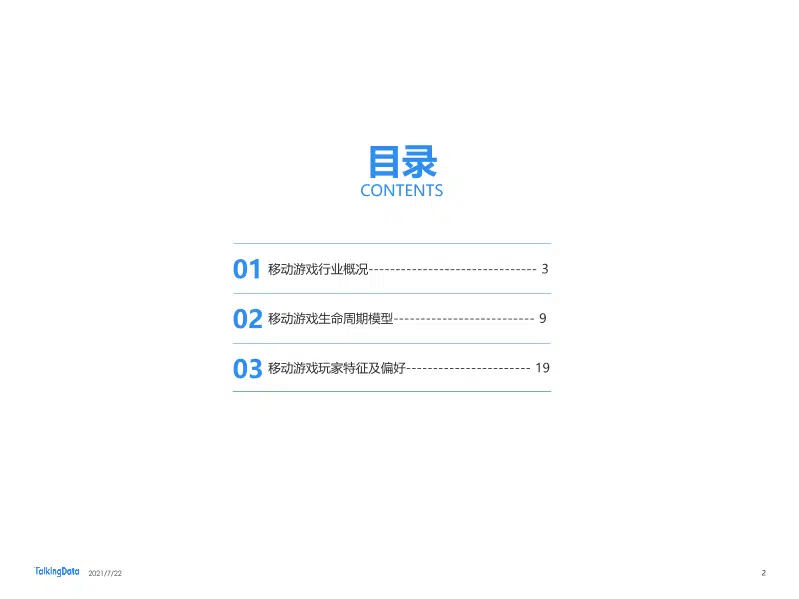 目录
CONTENTS
01 移动游戏行业概况------------------------------- 3
02 移动游戏生命周期模型-------------------------- 9
03 移动游戏玩家特征及偏好----------------------- 19
TalkingData 2021/7/22 2